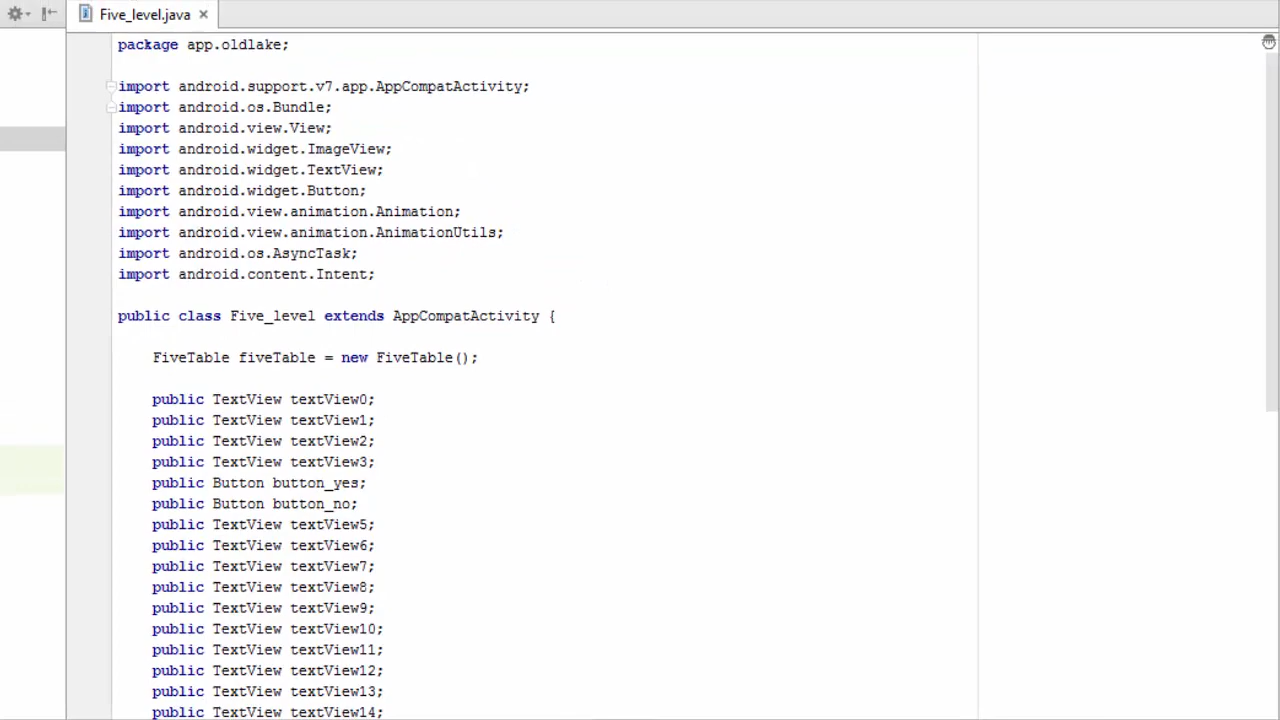 Five_level.java
package app.oldlake;
import android.support.v7.app.AppCompatActivity;
import android.os.Bundle;
import android.view.View;
import android.widget.ImageView;
import android.widget.TextView;
import android.widget.Button;
import android.view.animation.Animation;
import android.view.animation.AnimationUtils;
import android.os.AsyncTask;
import android.content.Intent;
public class Five_level extends AppCompatActivity {
FiveTable fiveTable = new FiveTable();
public TextView textView0;
public TextView textView1;
public TextView textView2;
public TextView textView3;
public Button button_yes;
public Button button_no;
public TextView textView5;
public TextView textView6;
public TextView textView7;
public TextView textView8;
public TextView textView9;
public TextView textView10;
public TextView textView11;
public TextView textView12;
public TextView textView13;
public TextView textView14;